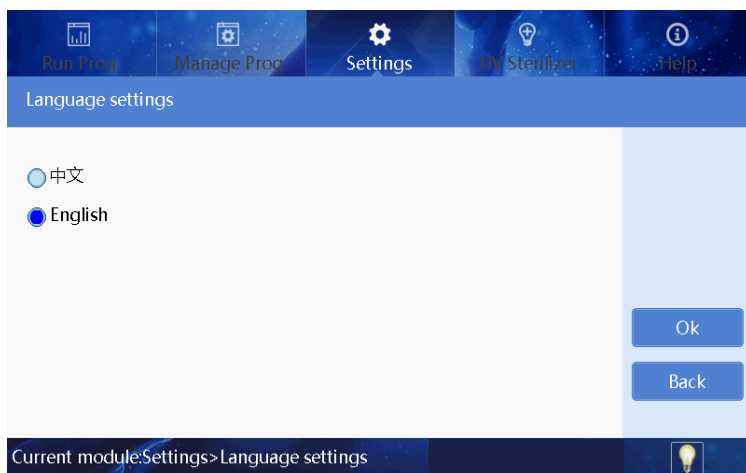 Run Prog.
Manage Prog.
Settings
UV Sterilizer
Help
Language settings
中文
English
Ok
Back
Current module:Settings>Language settings